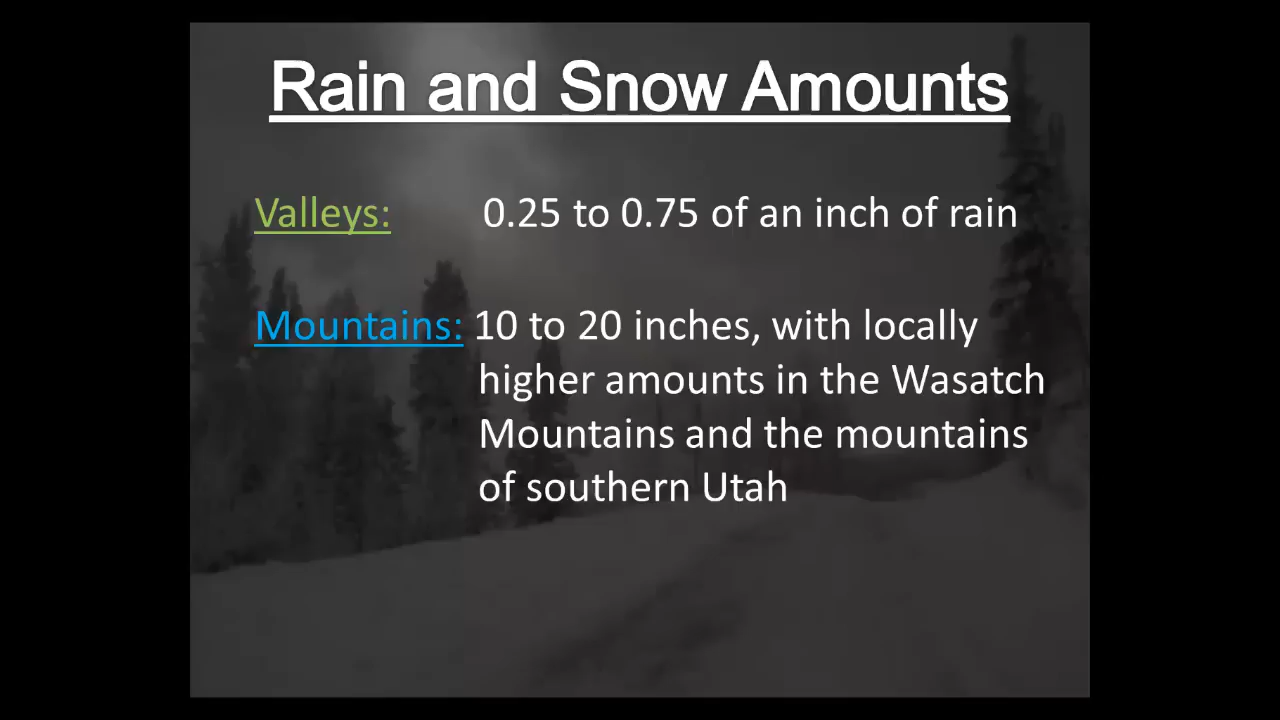 Rain and Snow Amounts
Valleys: 0.25 to 0.75 of an inch of rain
Mountains: 10 to 20 inches, with locally
higher amounts in the Wasatch
Mountains and the mountains
of southern Utah